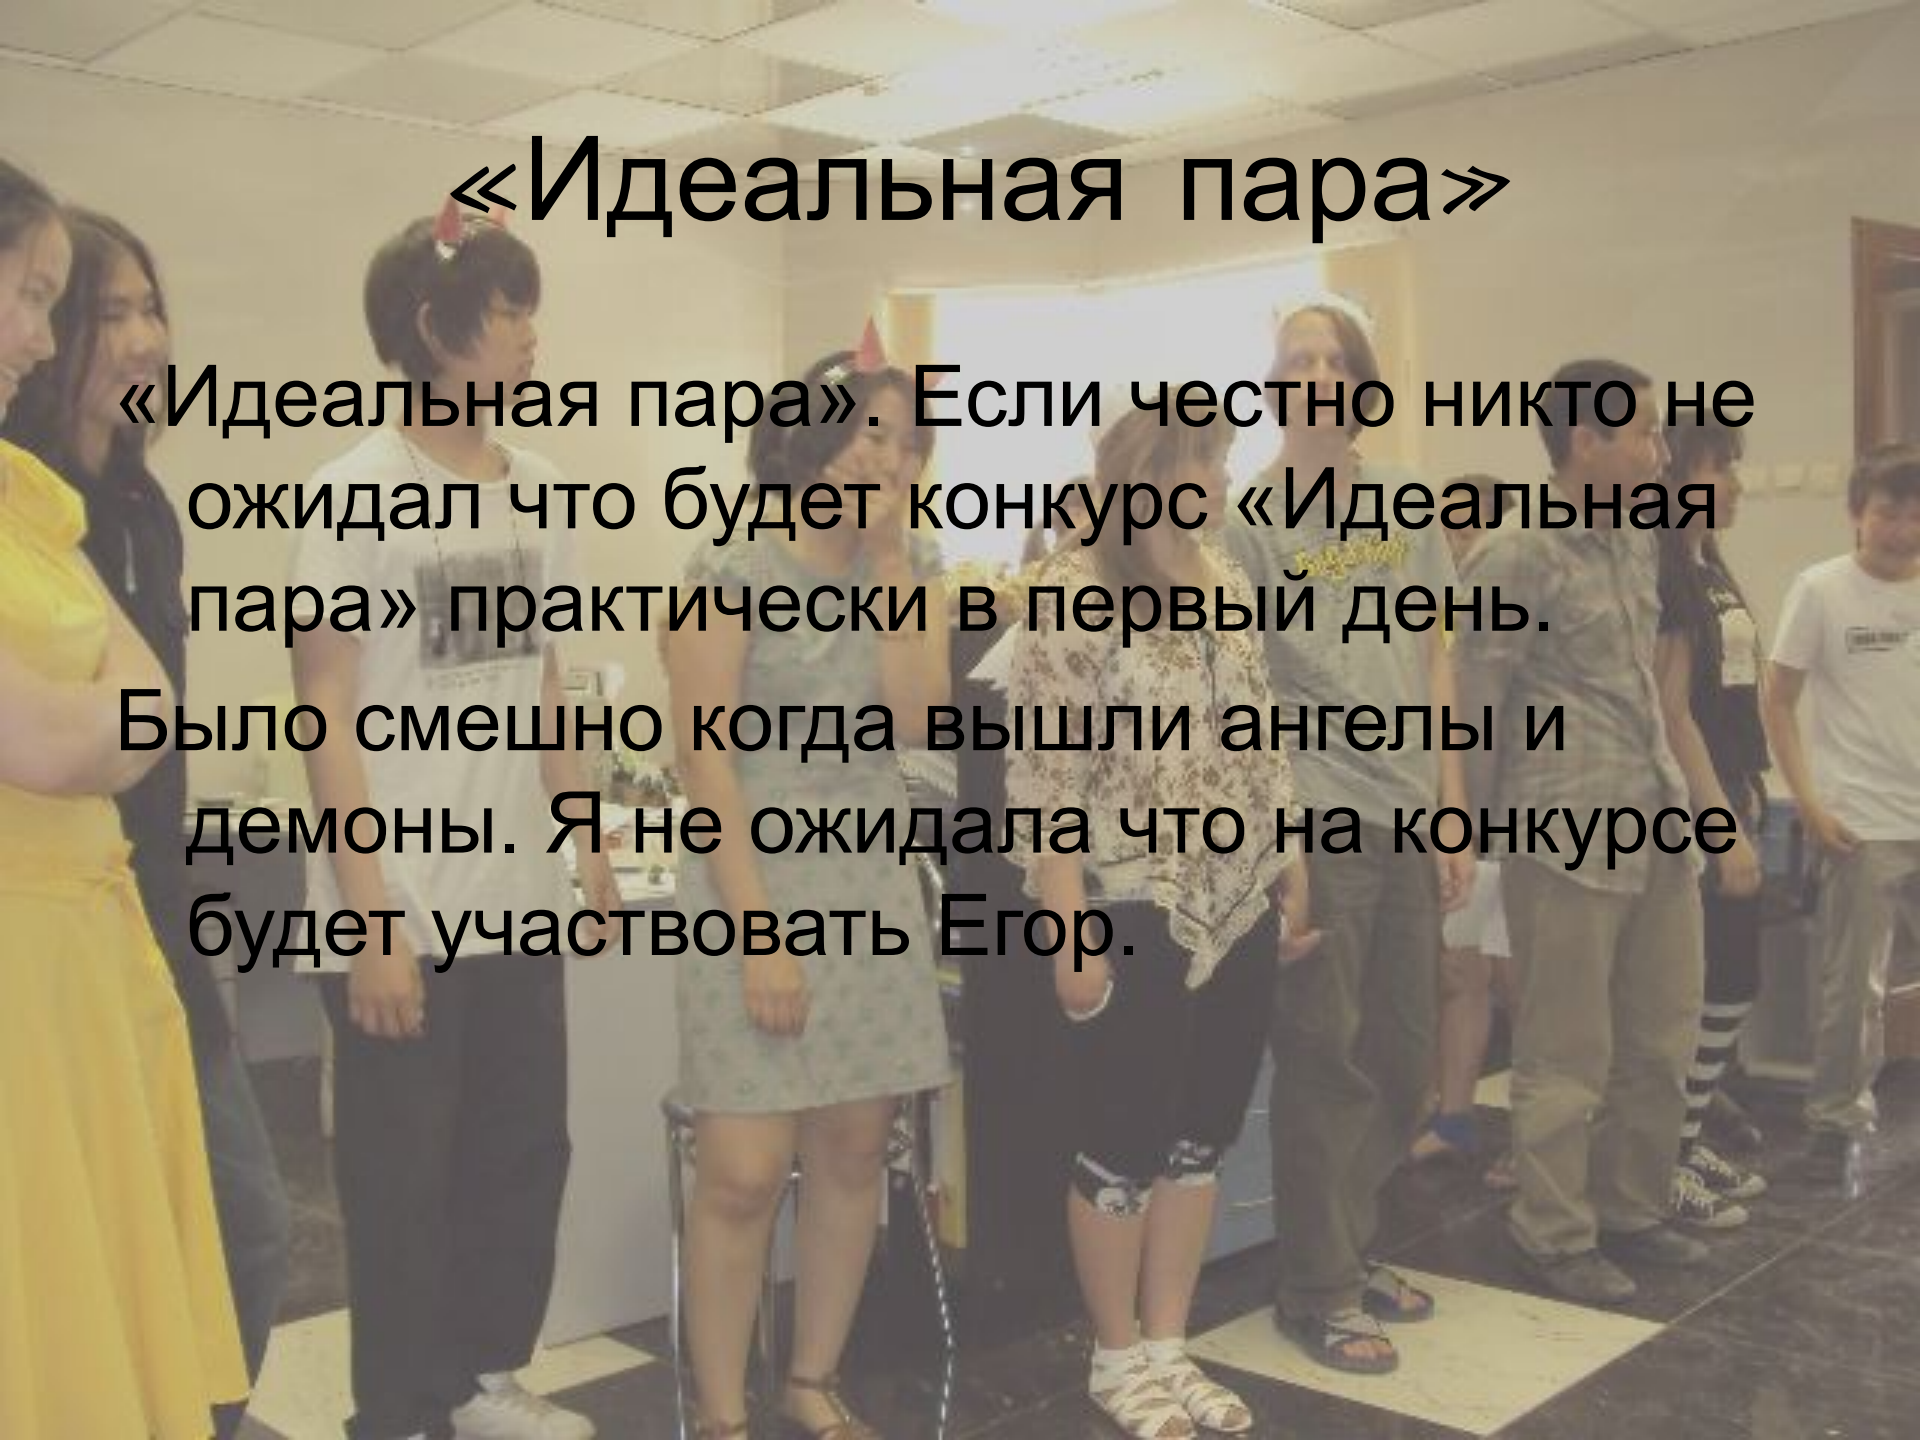 «Идеальная пара»
«Идеальная пара». Если честно никто не
ожидал что будет конкурс «Идеальная
пара» практически в первый день.
Было смешно когда вышли ангелы и
демоны. Я не ожидала что на конкурсе
будет участвовать Егор.